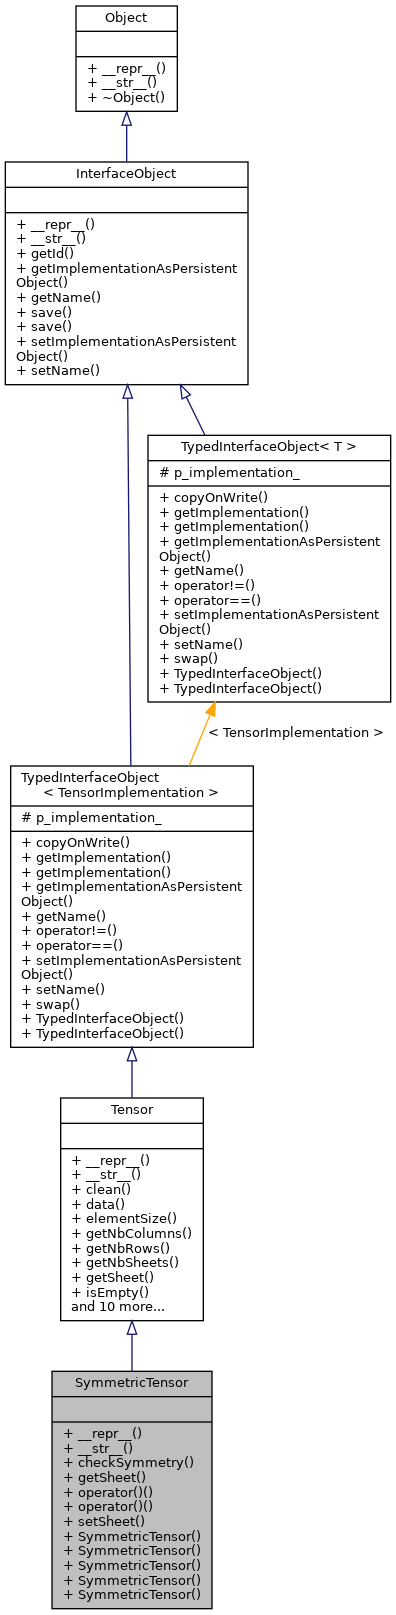 Object
+ __repr__()
+ __str__()
+ ~Object()
InterfaceObject
+ __repr__()
+ __str__()
+ getId()
+ getImplementationAsPersistent
Object()
+ getName()
+ save()
+ save()
+ setImplementationAsPersistent
Object()
+ setName()
TypedInterfaceObject< T >
# p_implementation_
+ copyOnWrite()
+ getImplementation()
+ getImplementation()
+ getImplementationAsPersistent
Object()
+ getName()
+ operator!=()
+ operator==()
+ setImplementationAsPersistent
Object()
+ setName()
+ swap()
+ TypedInterfaceObject()
+ TypedInterfaceObject()
< TensorImplementation >
TypedInterfaceObject
< TensorImplementation >
# p_implementation_
+ copyOnWrite()
+ getImplementation()
+ getImplementation()
+ getImplementationAsPersistent
Object()
+ getName()
+ operator!=()
+ operator==()
+ setImplementationAsPersistent
Object()
+ setName()
+ swap()
+ TypedInterfaceObject()
+ TypedInterfaceObject()
Tensor
+ __repr__()
+ __str__()
+ clean()
+ data()
+ elementSize()
+ getNbColumns()
+ getNbRows()
+ getNbSheets()
+ getSheet()
+ isEmpty()
and 10 more...
SymmetricTensor
+ __repr__()
+ __str__()
+ checkSymmetry()
+ getSheet()
+ operator()()
+ operator()()
+ setSheet()
+ SymmetricTensor()
+ SymmetricTensor()
+ SymmetricTensor()
+ SymmetricTensor()
+ SymmetricTensor()